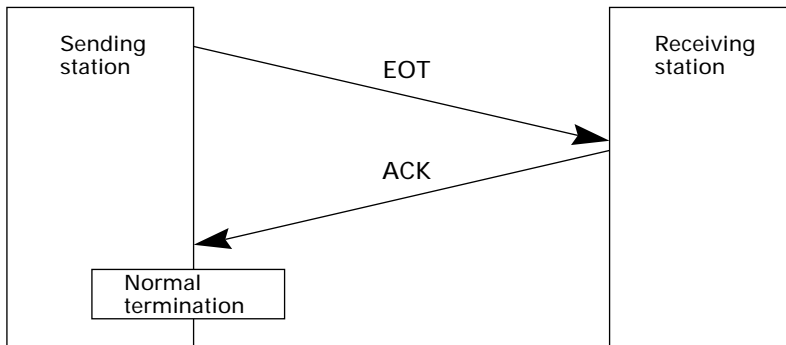 Sending
station
Receiving
station
EOT
ACK
Normal
termination